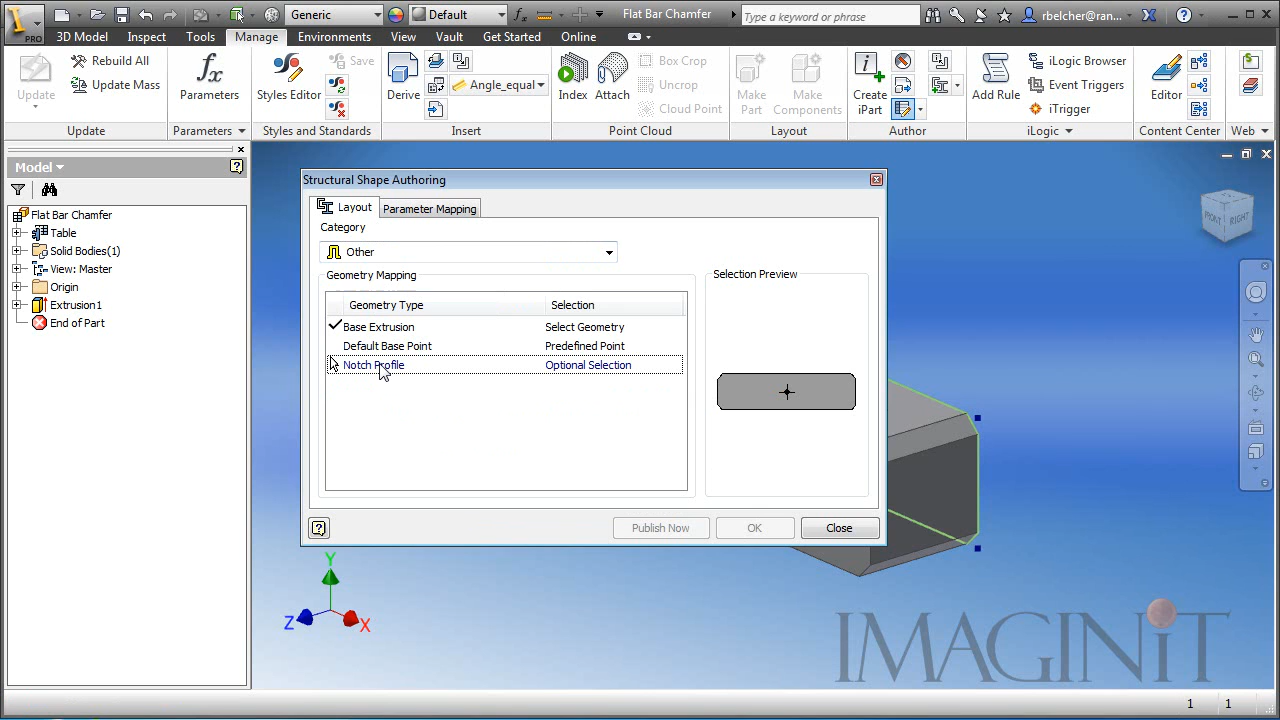 PRO
Generic
Default
Flat Bar Chamfer
Type a keyword or phrase
rbelcher@ran...
3D Model
Inspect
Tools
Manage
Environments
View
Vault
Get Started
Online
Update
Rebuild All
Update Mass
Update
Parameters
Parameters
Styles Editor
Save
Styles and Standards
Derive
Angle_equal
Insert
Index
Attach
Box Crop
Uncrop
Cloud Point
Point Cloud
Make Part
Make Components
Layout
Create iPart
Author
Add Rule
iLogic Browser
Event Triggers
iTrigger
iLogic
Editor
Content Center
Web
Model
Flat Bar Chamfer
Table
Solid Bodies(1)
View: Master
Origin
Extrusion1
End of Part
Structural Shape Authoring
Layout
Parameter Mapping
Category
Other
Geometry Mapping
Geometry Type
Selection
Base Extrusion
Select Geometry
Default Base Point
Predefined Point
Notch Profile
Optional Selection
Selection Preview
Publish Now
OK
Close
FRONT
RIGHT
Y
Z
X
IMAGINiT
1
1